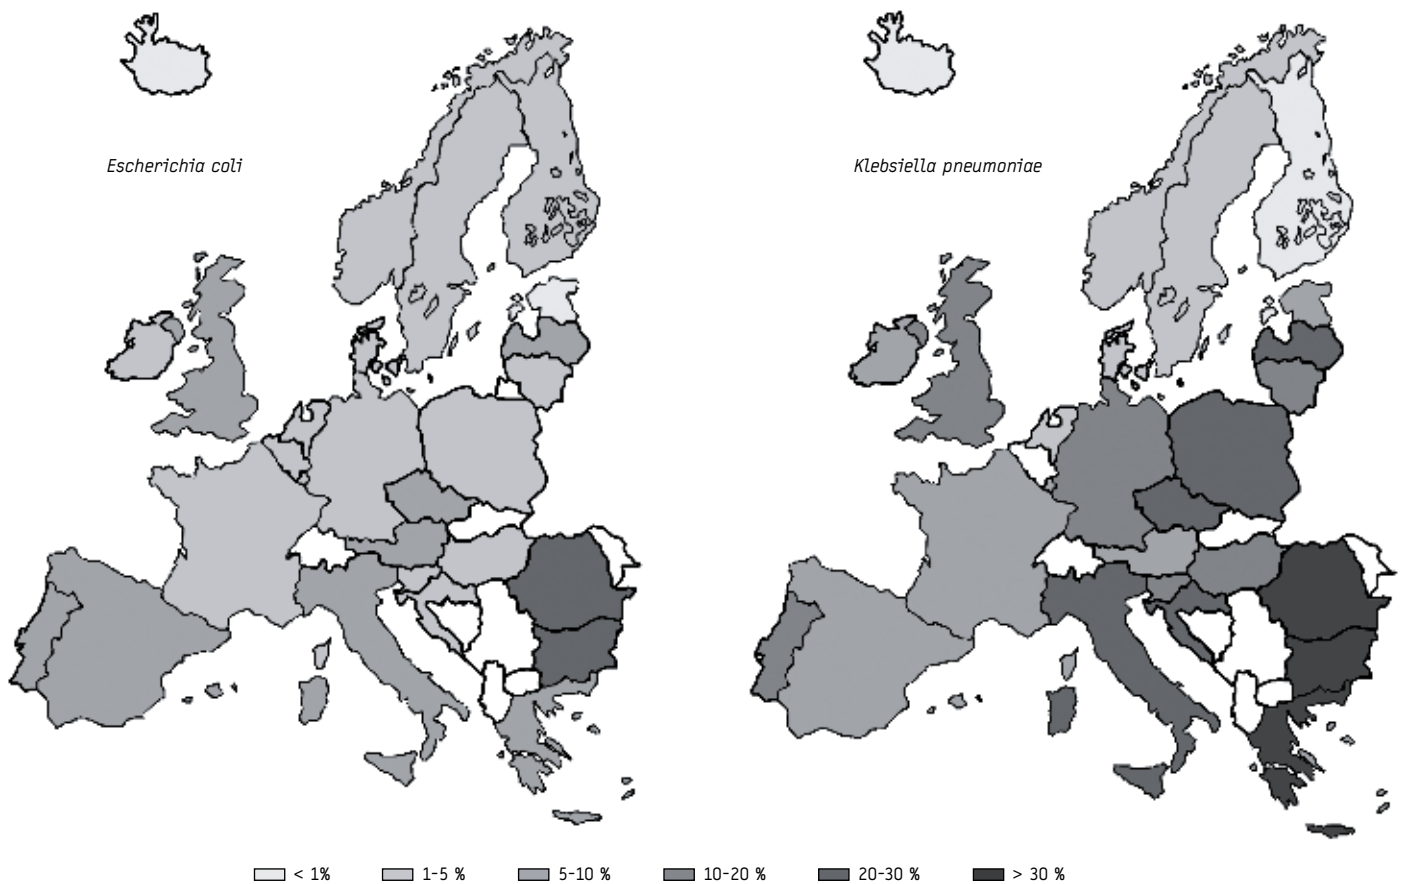 Escherichia coli
Klebsiella pneumoniae
< 1%
1-5 %
5-10 %
10-20 %
20-30 %
> 30 %